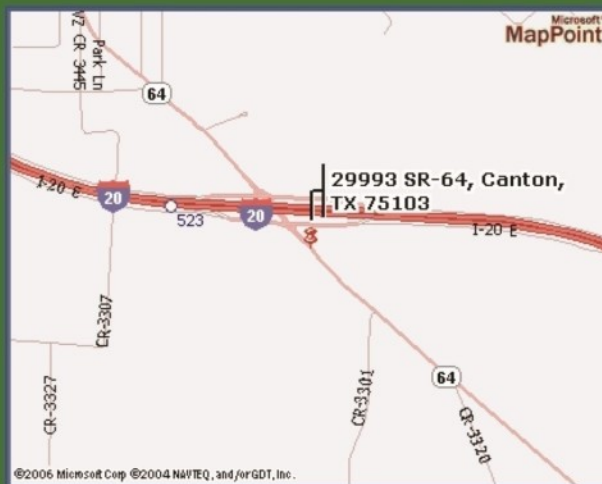 Microsoft
MapPoint
VZ CR 3445
Park Ln
64
I-20 E
20
523
20
29993 SR-64, Canton,
TX 75103
I-20 E
CR-3307
CR-3327
CR-3301
64
CR-3320
©2006 Microsoft Corp ©2004 NAVTEQ, and/or GDT, Inc.